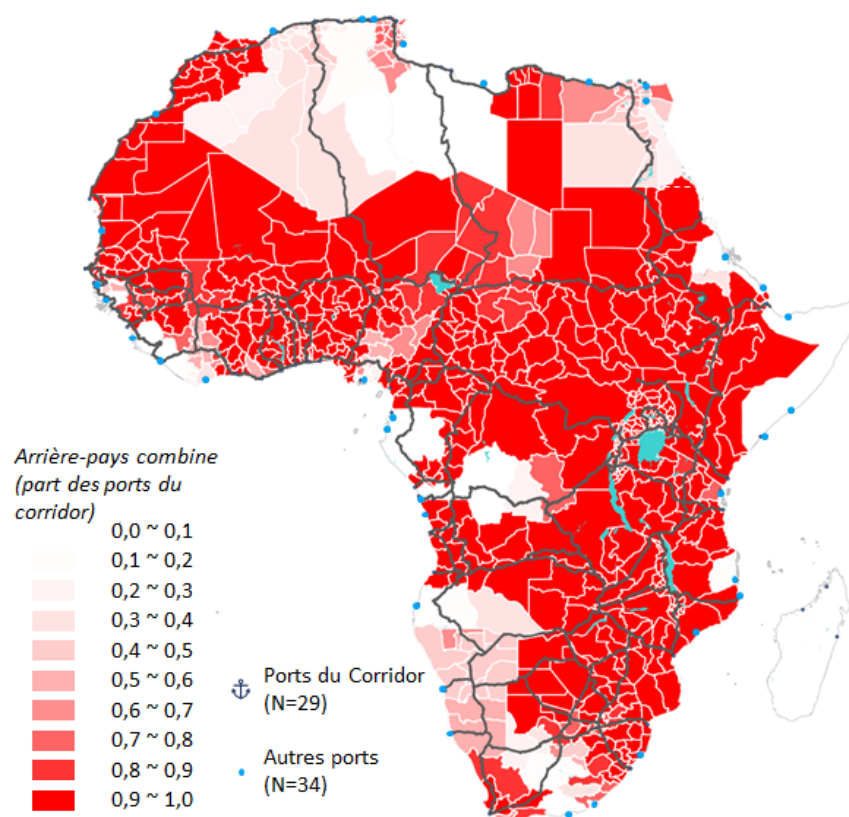 Arrière-pays combine
(part des ports du
corridor)
0,0 ~ 0,1
0,1 ~ 0,2
0,2 ~ 0,3
0,3 ~ 0,4
0,4 ~ 0,5
0,5 ~ 0,6
0,6 ~ 0,7
0,7 ~ 0,8
0,8 ~ 0,9
0,9 ~ 1,0
Ports du Corridor
(N=29)
Autres ports
(N=34)